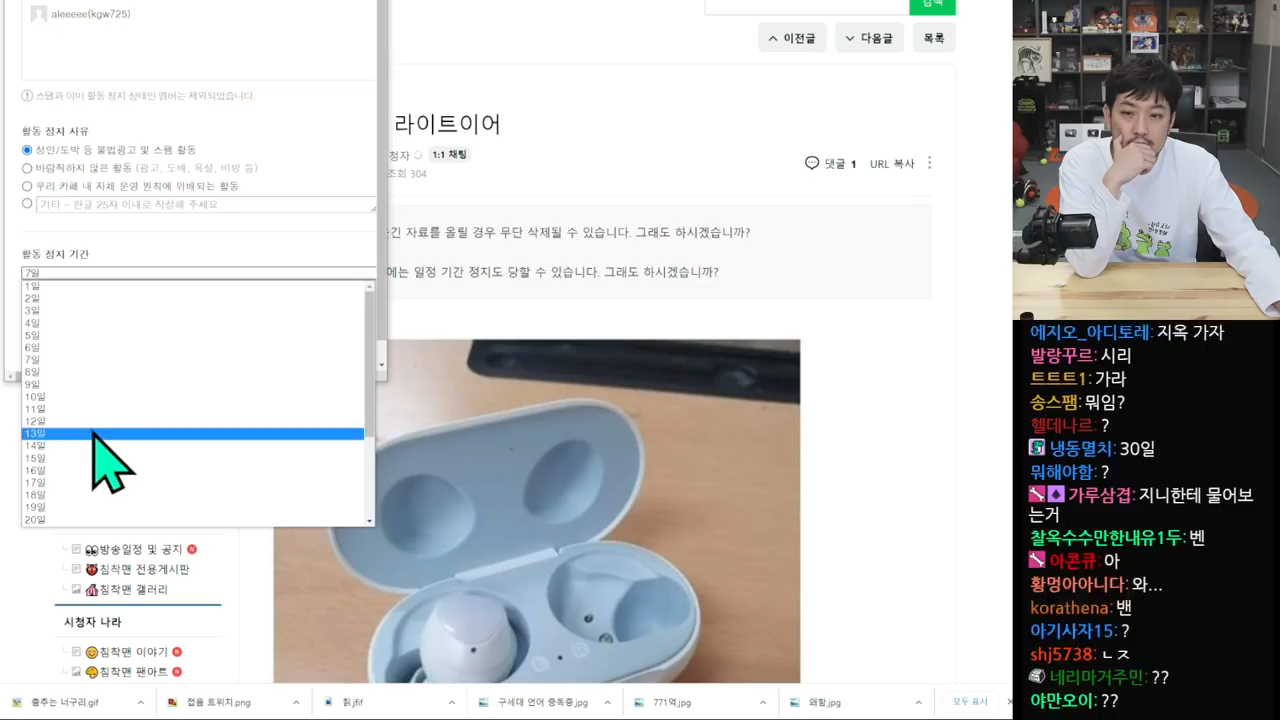 aleeeee(kgw725)
스탭과 이미 활동 정지 상태인 멤버는 제외되었습니다.
활동 정지 사유
성인/도박 등 불법광고 및 스팸 활동
바람직하지 않은 활동 (광고, 도배, 욕설, 비방 등)
우리 카페 내 자체 운영 원칙에 위배되는 활동
기타 - 한글 25자 이내로 작성해 주세요.
활동 정지 기간
7일
1일
2일
3일
4일
5일
6일
7일
8일
9일
10일
11일
12일
13일
14일
15일
16일
17일
18일
19일
20일
방송일정 및 공지 N
침착맨 전용게시판
침착맨 갤러리
시청자 나라
침착맨 이야기 N
침착맨 팬아트 N
검색
이전글 다음글 목록
라이트이어
청자 1:1 채팅
조회 304
댓글 1 URL 복사
긴 자료를 올릴 경우 무단 삭제될 수 있습니다. 그래도 하시겠습니까?
에는 일정 기간 정지도 당할 수 있습니다. 그래도 하시겠습니까?
에지오_아디토레: 지옥 가자
발랑꾸르: 시리
트트트1: 가라
송스팸: 뭐임?
헬데나르: ?
냉동멸치: 30일
뭐해야함: ?
가루삼겹: 지니한테 물어보
는거
찰옥수수만한내유1두: 벤
아콘큐: 아
황멍아아니다: 와...
korathena: 밴
아기사자15: ?
shj5738: ㄴㅈ
네리마거주민: ??
야만오이: ??
춤추는 너구리.gif
접음 트위치.png
칡.jfif
구세대 언어 중독증.jpg
771억.jpg
왜함.jpg
모두 표시